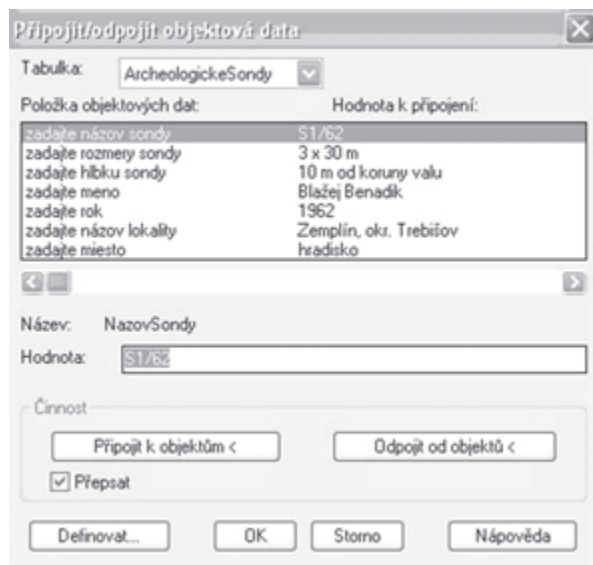 Připojit/odpojit objektová data
Tabulka: ArcheologickeSondy
Položka objektových dat: Hodnota k připojení:
zadajte názov sondy S1/62
zadajte rozmery sondy 3 x 30 m
zadajte hĺbku sondy 10 m od koruny valu
zadajte meno Blažej Benadik
zadajte rok 1962
zadajte názov lokality Zemplín, okr. Trebišov
zadajte miesto hradisko
Název: NazovSondy
Hodnota: S1/62
Činnost
Připojit k objektům < Odpojit od objektů <
Přepsat
Definovat... OK Storno Nápověda